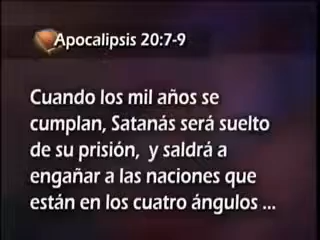 Apocalipsis 20:7-9
Cuando los mil años se
cumplan, Satanás será suelto
de su prisión, y saldrá a
engañar a las naciones que
están en los cuatro ángulos ...